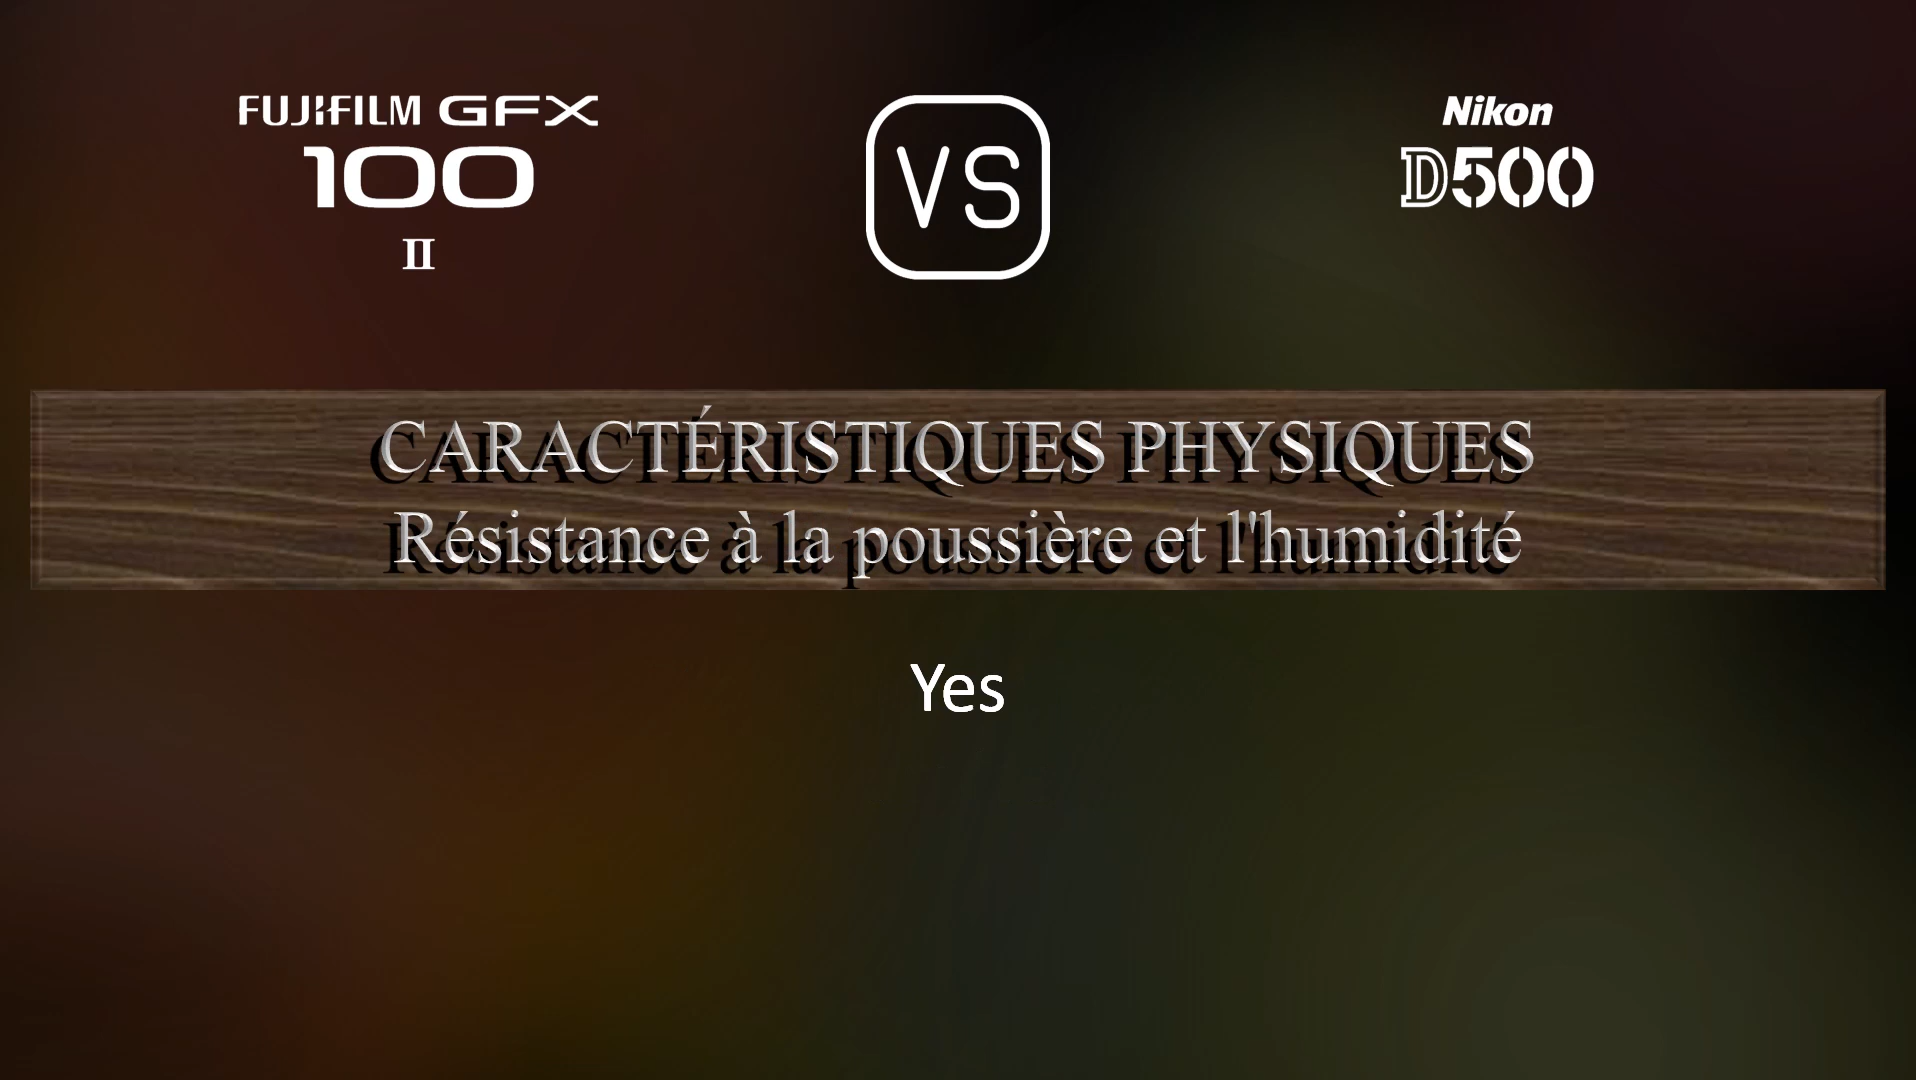 FUJIFILM GFX
100
II
VS
Nikon
D500
CARACTÉRISTIQUES PHYSIQUES
Résistance à la poussière et l'humidité
Yes